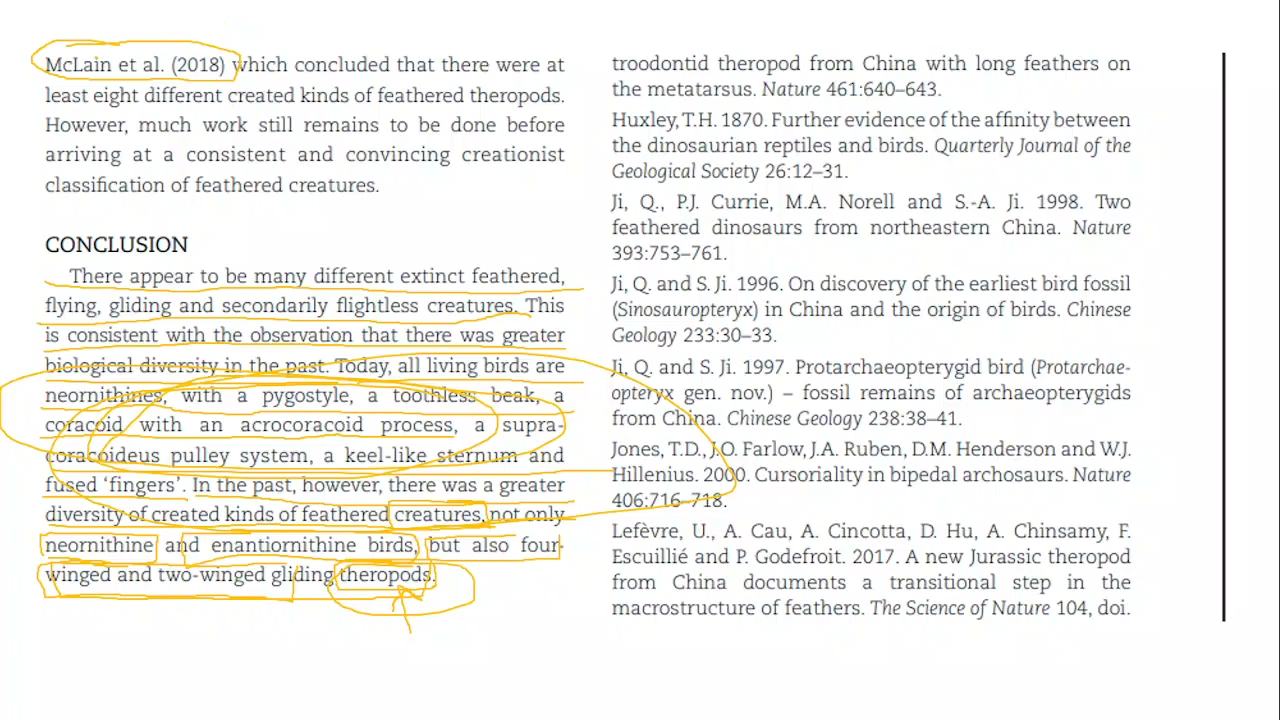 McLain et al. (2018) which concluded that there were at
least eight different created kinds of feathered theropods.
However, much work still remains to be done before
arriving at a consistent and convincing creationist
classification of feathered creatures.
CONCLUSION
There appear to be many different extinct feathered,
flying, gliding and secondarily flightless creatures. This
is consistent with the observation that there was greater
biological diversity in the past. Today, all living birds are
neornithines, with a pygostyle, a toothless beak, a
coracoid with an acrocoracoid process, a supra-
coracoideus pulley system, a keel-like sternum and
fused ‘fingers’. In the past, however, there was a greater
diversity of created kinds of feathered creatures, not only
neornithine and enantiornithine birds, but also four-
winged and two-winged gliding theropods.
troodontid theropod from China with long feathers on
the metatarsus. Nature 461:640–643.
Huxley, T.H. 1870. Further evidence of the affinity between
the dinosaurian reptiles and birds. Quarterly Journal of the
Geological Society 26:12–31.
Ji, Q., P.J. Currie, M.A. Norell and S.-A. Ji. 1998. Two
feathered dinosaurs from northeastern China. Nature
393:753–761.
Ji, Q. and S. Ji. 1996. On discovery of the earliest bird fossil
(Sinosauropteryx) in China and the origin of birds. Chinese
Geology 233:30–33.
Ji, Q. and S. Ji. 1997. Protarchaeopterygid bird (Protarchae-
opteryx gen. nov.) – fossil remains of archaeopterygids
from China. Chinese Geology 238:38–41.
Jones, T.D., J.O. Farlow, J.A. Ruben, D.M. Henderson and W.J.
Hillenius. 2000. Cursoriality in bipedal archosaurs. Nature
406:716–718.
Lefèvre, U., A. Cau, A. Cincotta, D. Hu, A. Chinsamy, F.
Escuillié and P. Godefroit. 2017. A new Jurassic theropod
from China documents a transitional step in the
macrostructure of feathers. The Science of Nature 104, doi.